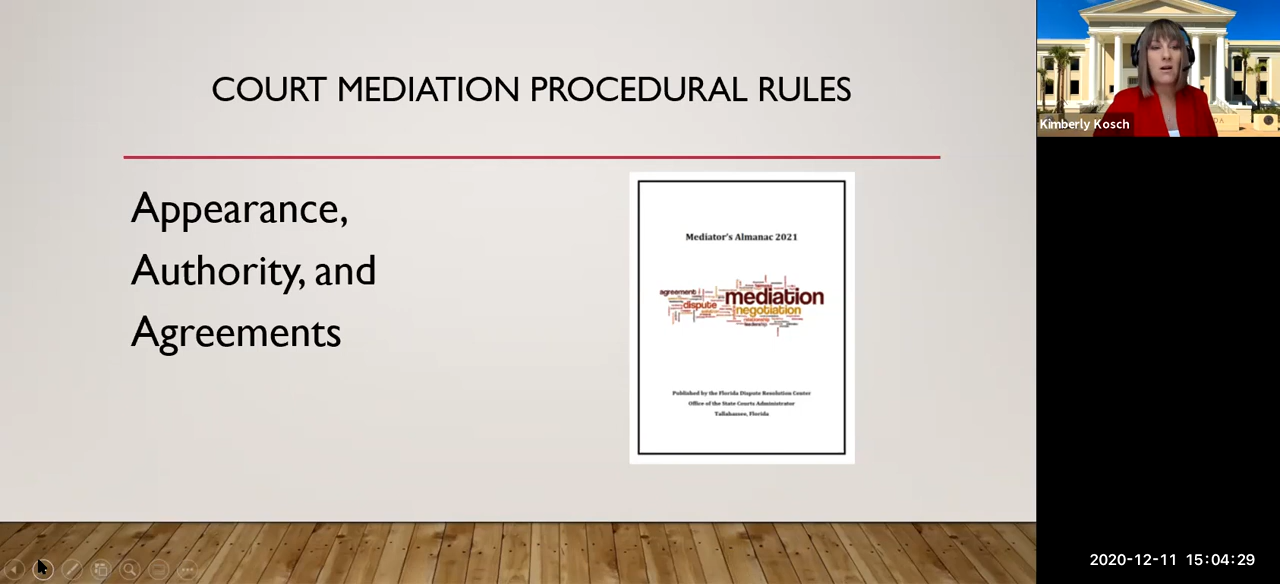 COURT MEDIATION PROCEDURAL RULES
Appearance,
Authority, and
Agreements
Mediator's Almanac 2021
agreement
mediation
dispute
negotiation
Published by the Florida Dispute Resolution Center
Office of the State Courts Administrator
Tallahassee, Florida
Kimberly Kosch
2020-12-11 15:04:29